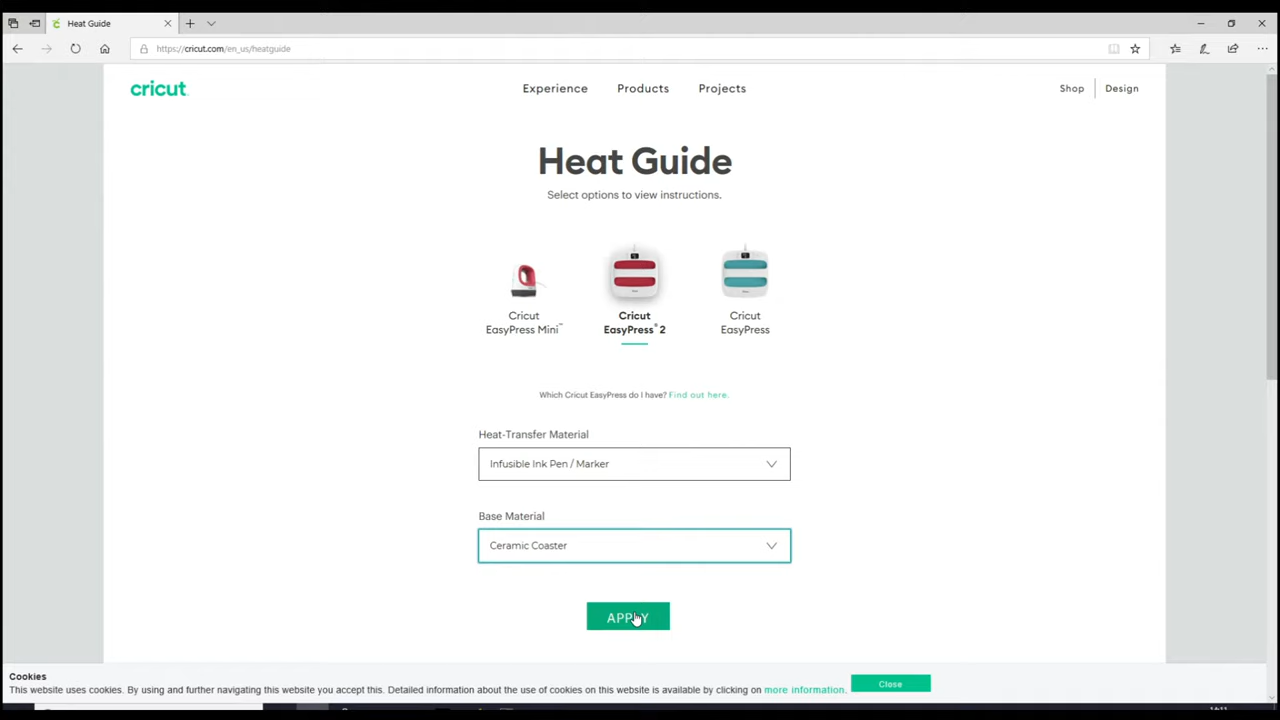 Heat Guide
https://cricut.com/en_us/heatguide
cricut
Experience
Products
Projects
Shop
Design
Heat Guide
Select options to view instructions.
Cricut
EasyPress Mini™
Cricut
EasyPress® 2
Cricut
EasyPress
Which Cricut EasyPress do I have? Find out here.
Heat-Transfer Material
Infusible Ink Pen / Marker
Base Material
Ceramic Coaster
APPLY
Cookies
This website uses cookies. By using and further navigating this website you accept this. Detailed information about the use of cookies on this website is available by clicking on more information.
Close